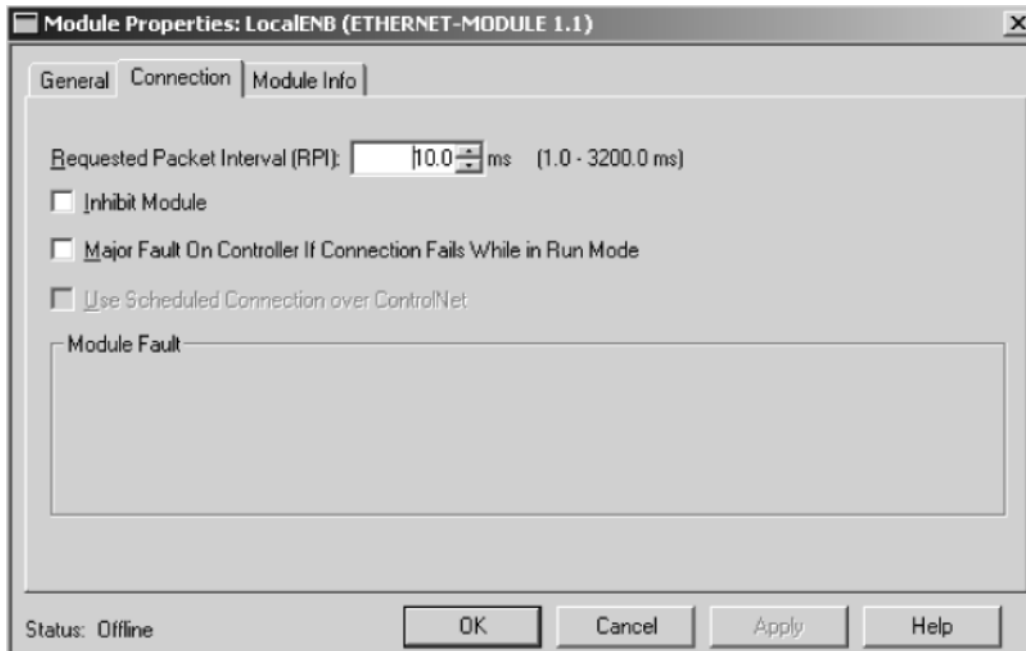 Module Properties: LocalENB (ETHERNET-MODULE 1.1)
General Connection Module Info
Requested Packet Interval (RPI): 10.0 ms (1.0 - 3200.0 ms)
Inhibit Module
Major Fault On Controller If Connection Fails While in Run Mode
Use Scheduled Connection over ControlNet
Module Fault
Status: Offline OK Cancel Apply Help